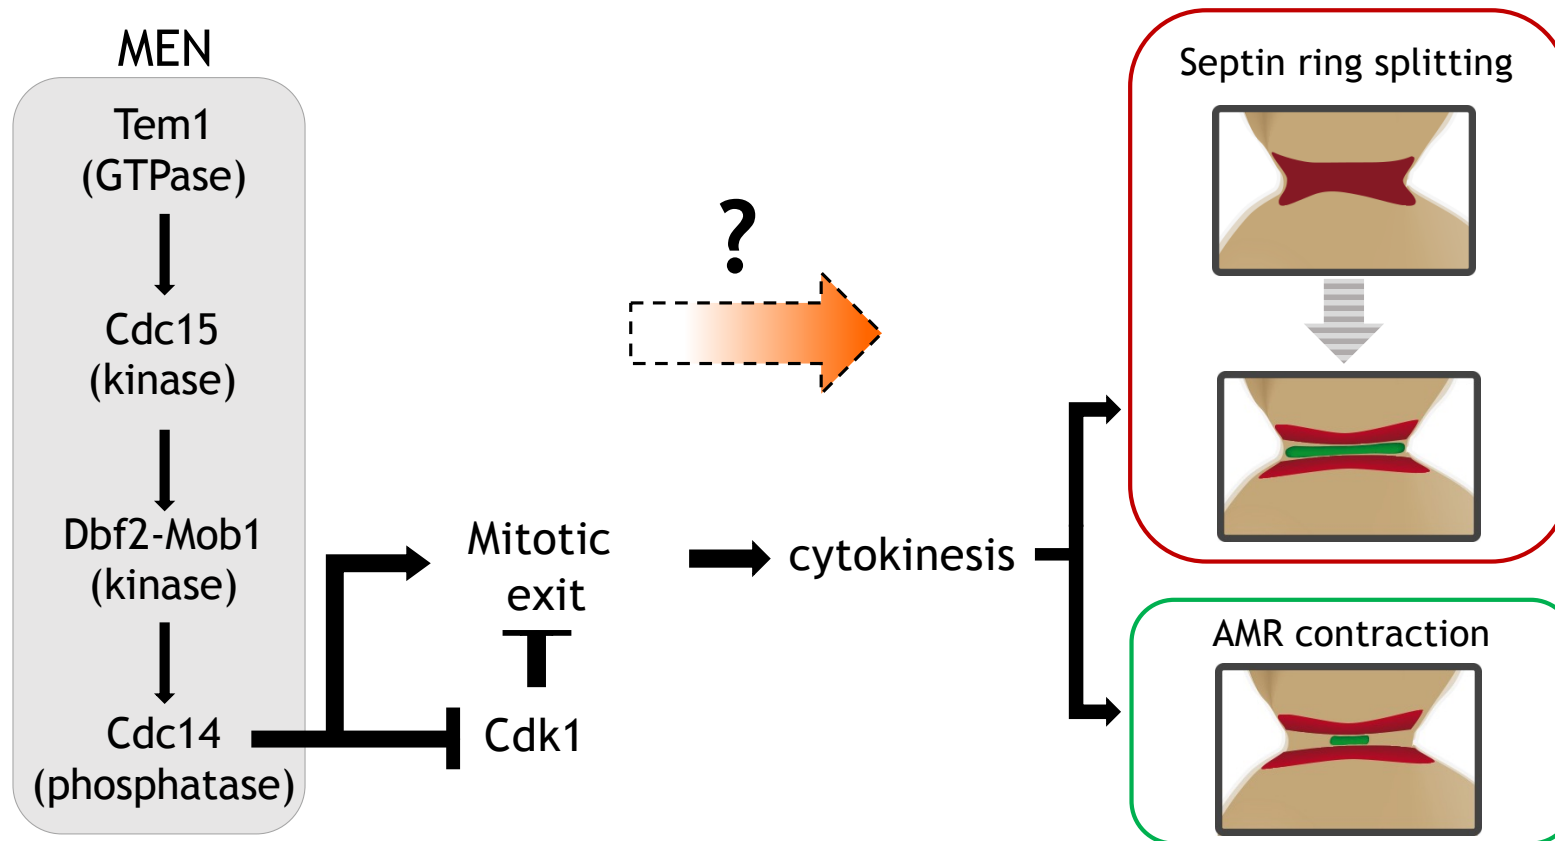 MEN
Tem1
(GTPase)
Cdc15
(kinase)
Dbf2-Mob1
(kinase)
Cdc14
(phosphatase)
?
Mitotic
exit
Cdk1
cytokinesis
Septin ring splitting
AMR contraction